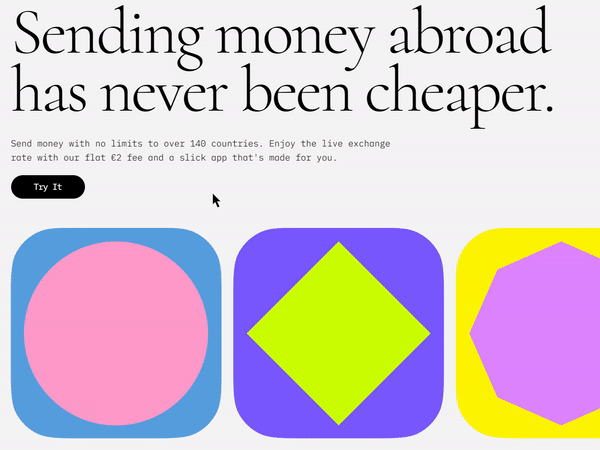 Sending money abroad
has never been cheaper.
Send money with no limits to over 140 countries. Enjoy the live exchange
rate with our flat €2 fee and a slick app that's made for you.
Try It